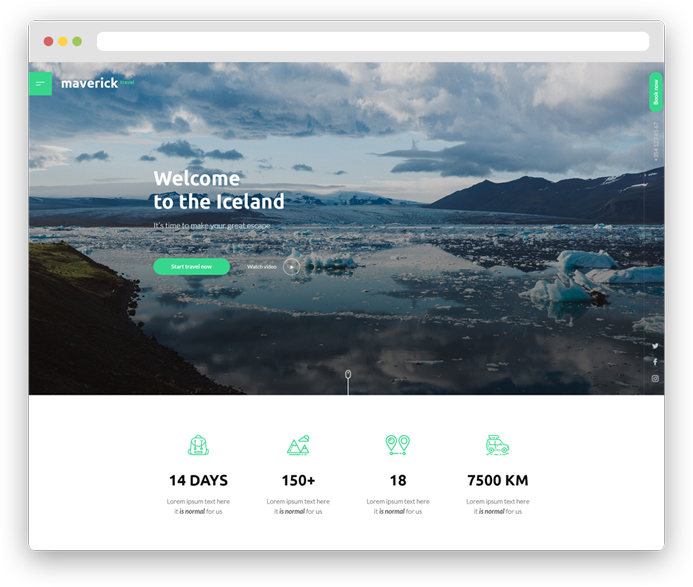 maverick travel
Book now
Welcome
to the Iceland
It's time to make your great escape
Start travel now
Watch video
14 DAYS
150+
18
7500 KM
Lorem ipsum text here
it is normal for us
Lorem ipsum text here
it is normal for us
Lorem ipsum text here
it is normal for us
Lorem ipsum text here
it is normal for us